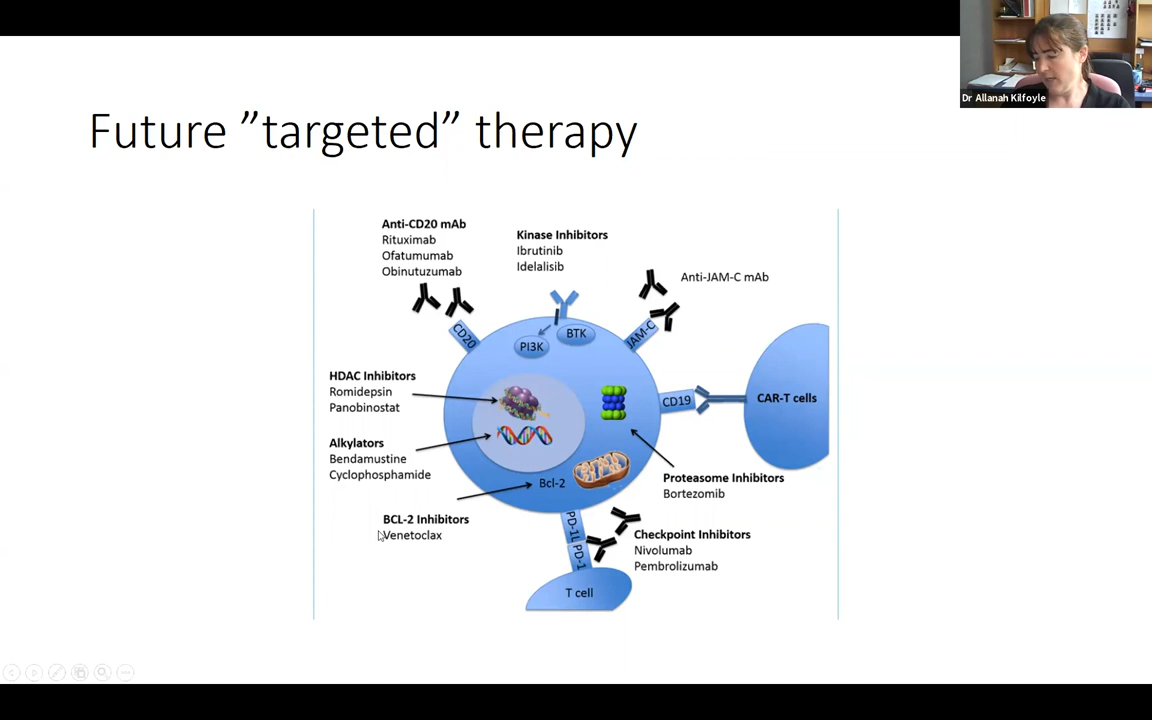 Dr Allanah Kilfoyle
Future ”targeted” therapy
Anti-CD20 mAb
Rituximab
Ofatumumab
Obinutuzumab
Kinase Inhibitors
Ibrutinib
Idelalisib
Anti-JAM-C mAb
CD20
PI3K
BTK
JAM-C
HDAC Inhibitors
Romidepsin
Panobinostat
CD19
CAR-T cells
Alkylators
Bendamustine
Cyclophosphamide
Bcl-2
Proteasome Inhibitors
Bortezomib
BCL-2 Inhibitors
Venetoclax
PD-1L
PD-1
Checkpoint Inhibitors
Nivolumab
Pembrolizumab
T cell